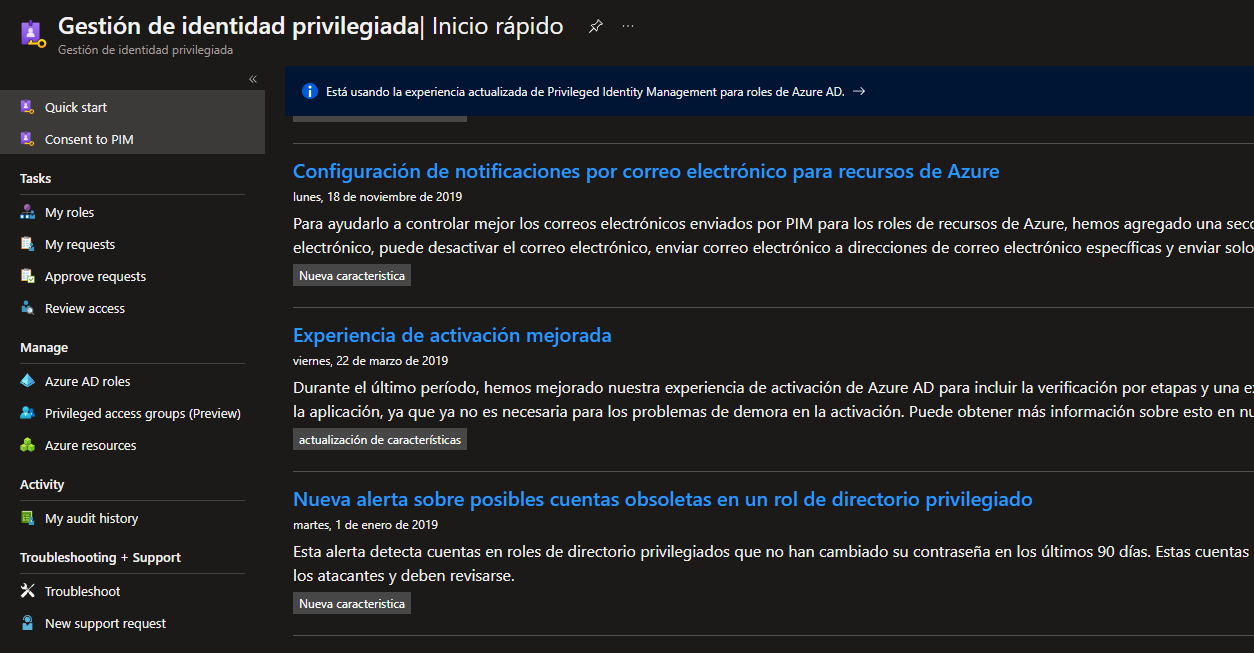 Gestión de identidad privilegiada| Inicio rápido
Gestión de identidad privilegiada
Quick start
Consent to PIM
Tasks
My roles
My requests
Approve requests
Review access
Manage
Azure AD roles
Privileged access groups (Preview)
Azure resources
Activity
My audit history
Troubleshooting + Support
Troubleshoot
New support request
Está usando la experiencia actualizada de Privileged Identity Management para roles de Azure AD. →
Configuración de notificaciones por correo electrónico para recursos de Azure
lunes, 18 de noviembre de 2019
Para ayudarlo a controlar mejor los correos electrónicos enviados por PIM para los roles de recursos de Azure, hemos agregado una
electrónico, puede desactivar el correo electrónico, enviar correo electrónico a direcciones de correo electrónico específicas y enviar solo
Nueva caracteristica
Experiencia de activación mejorada
viernes, 22 de marzo de 2019
Durante el último período, hemos mejorado nuestra experiencia de activación de Azure AD para incluir la verificación por etapas y una
la aplicación, ya que ya no es necesaria para los problemas de demora en la activación. Puede obtener más información sobre esto en
actualización de características
Nueva alerta sobre posibles cuentas obsoletas en un rol de directorio privilegiado
martes, 1 de enero de 2019
Esta alerta detecta cuentas en roles de directorio privilegiados que no han cambiado su contraseña en los últimos 90 días. Estas cuentas
los atacantes y deben revisarse.
Nueva caracteristica